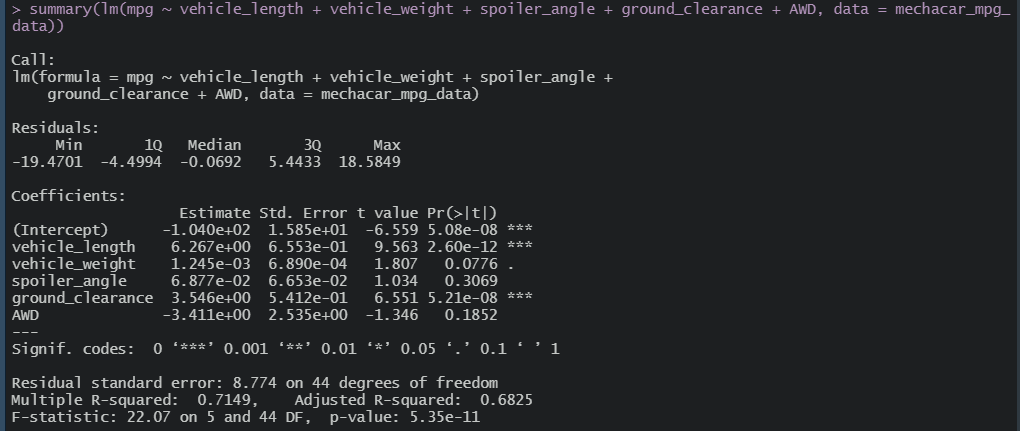 > summary(lm(mpg ~ vehicle_length + vehicle_weight + spoiler_angle + ground_clearance + AWD, data = mechacar_mpg_
data))

Call:
lm(formula = mpg ~ vehicle_length + vehicle_weight + spoiler_angle +
    ground_clearance + AWD, data = mechacar_mpg_data)

Residuals:
     Min       1Q   Median       3Q      Max
-19.4701  -4.4994  -0.0692   5.4433  18.5849

Coefficients:
                   Estimate Std. Error t value Pr(>|t|)
(Intercept)      -1.040e+02  1.585e+01  -6.559 5.08e-08 ***
vehicle_length    6.267e+00  6.553e-01   9.563 2.60e-12 ***
vehicle_weight    1.245e-03  6.890e-04   1.807   0.0776 .
spoiler_angle     6.877e-02  6.653e-02   1.034   0.3069
ground_clearance  3.546e+00  5.412e-01   6.551 5.21e-08 ***
AWD              -3.411e+00  2.535e+00  -1.346   0.1852
---
Signif. codes:  0 ‘***’ 0.001 ‘**’ 0.01 ‘*’ 0.05 ‘.’ 0.1 ‘ ’ 1

Residual standard error: 8.774 on 44 degrees of freedom
Multiple R-squared:  0.7149,    Adjusted R-squared:  0.6825
F-statistic: 22.07 on 5 and 44 DF,  p-value: 5.35e-11